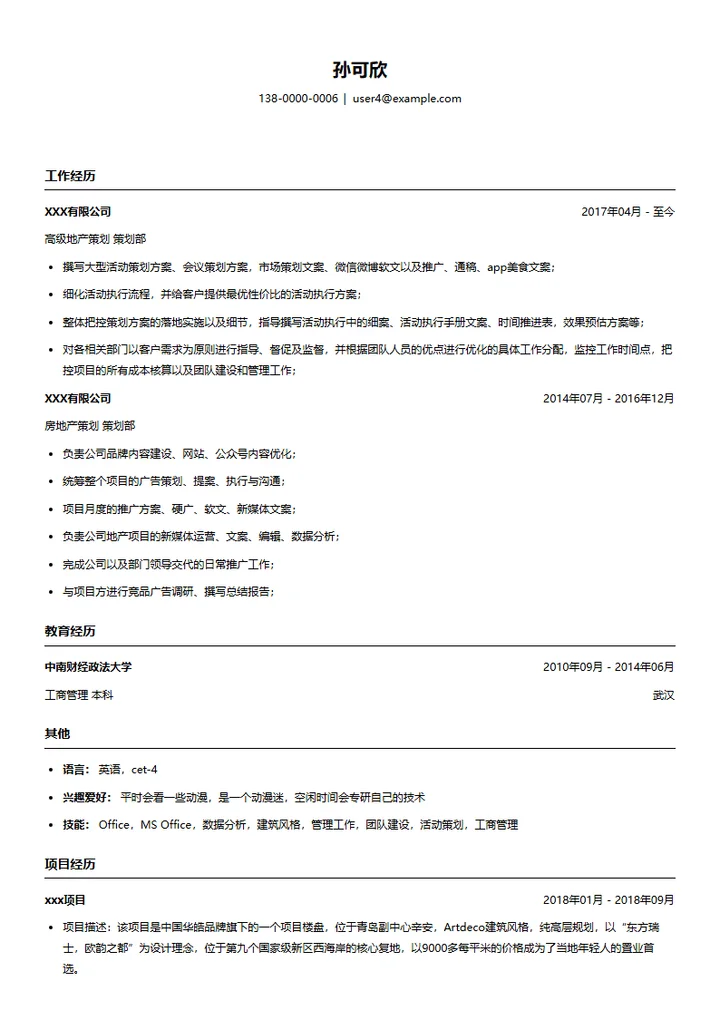 孙可欣
138-0000-0006 | user4@example.com
工作经历
XXX有限公司 2017年04月 - 至今
高级地产策划 策划部
• 撰写大型活动策划方案、会议策划方案，市场策划文案、微信微博软文以及推广、通稿、app美食文案；
• 细化活动执行流程，并给客户提供最优性价比的活动执行方案；
• 整体把控策划方案的落地实施以及细节，指导撰写活动执行中的细案、活动执行手册文案、时间推进表，效果预估方案等；
• 对各相关部门以客户需求为原则进行指导、督促及监督，并根据团队人员的优点进行优化的具体工作分配，监控工作时间点，把
控项目的所有成本核算以及团队建设和管理工作；
XXX有限公司 2014年07月 - 2016年12月
房地产策划 策划部
• 负责公司品牌内容建设、网站、公众号内容优化；
• 统筹整个项目的广告策划、提案、执行与沟通；
• 项目月度的推广方案、硬广、软文、新媒体文案；
• 负责公司地产项目的新媒体运营、文案、编辑、数据分析；
• 完成公司以及部门领导交代的日常推广工作；
• 与项目方进行竞品广告调研、撰写总结报告；
教育经历
中南财经政法大学 2010年09月 - 2014年06月
工商管理 本科 武汉
其他
• 语言： 英语，cet-4
• 兴趣爱好： 平时会看一些动漫，是一个动漫迷，空闲时间会专研自己的技术
• 技能： Office，MS Office，数据分析，建筑风格，管理工作，团队建设，活动策划，工商管理
项目经历
xxx项目 2018年01月 - 2018年09月
• 项目描述：该项目是中国华皓品牌旗下的一个项目楼盘，位于青岛副中心辛安，Artdeco建筑风格，纯高层规划，以“东方瑞
士，欧韵之都”为设计理念，位于第九个国家级新区西海岸的核心复地，以9000多每平米的价格成为了当地年轻人的置业首
选。